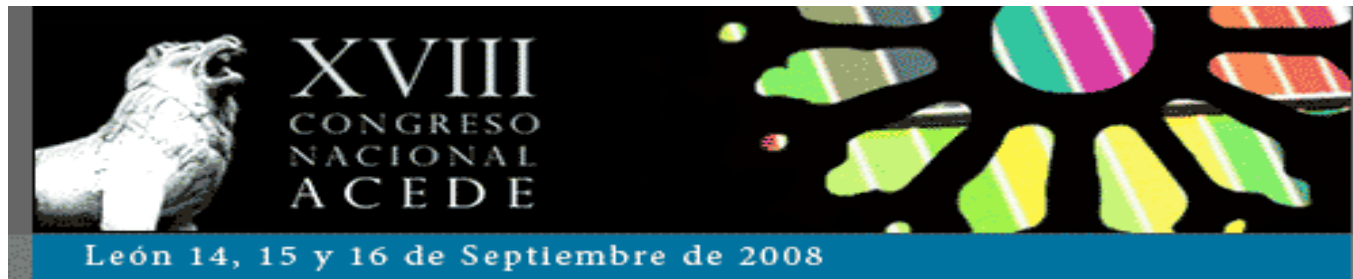 XVIII
CONGRESO
NACIONAL
ACEDE
León 14, 15 y 16 de Septiembre de 2008